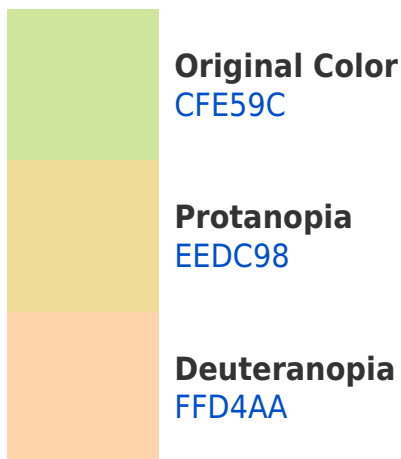 Original Color
CFE59C
Protanopia
EEDC98
Deuteranopia
FFD4AA